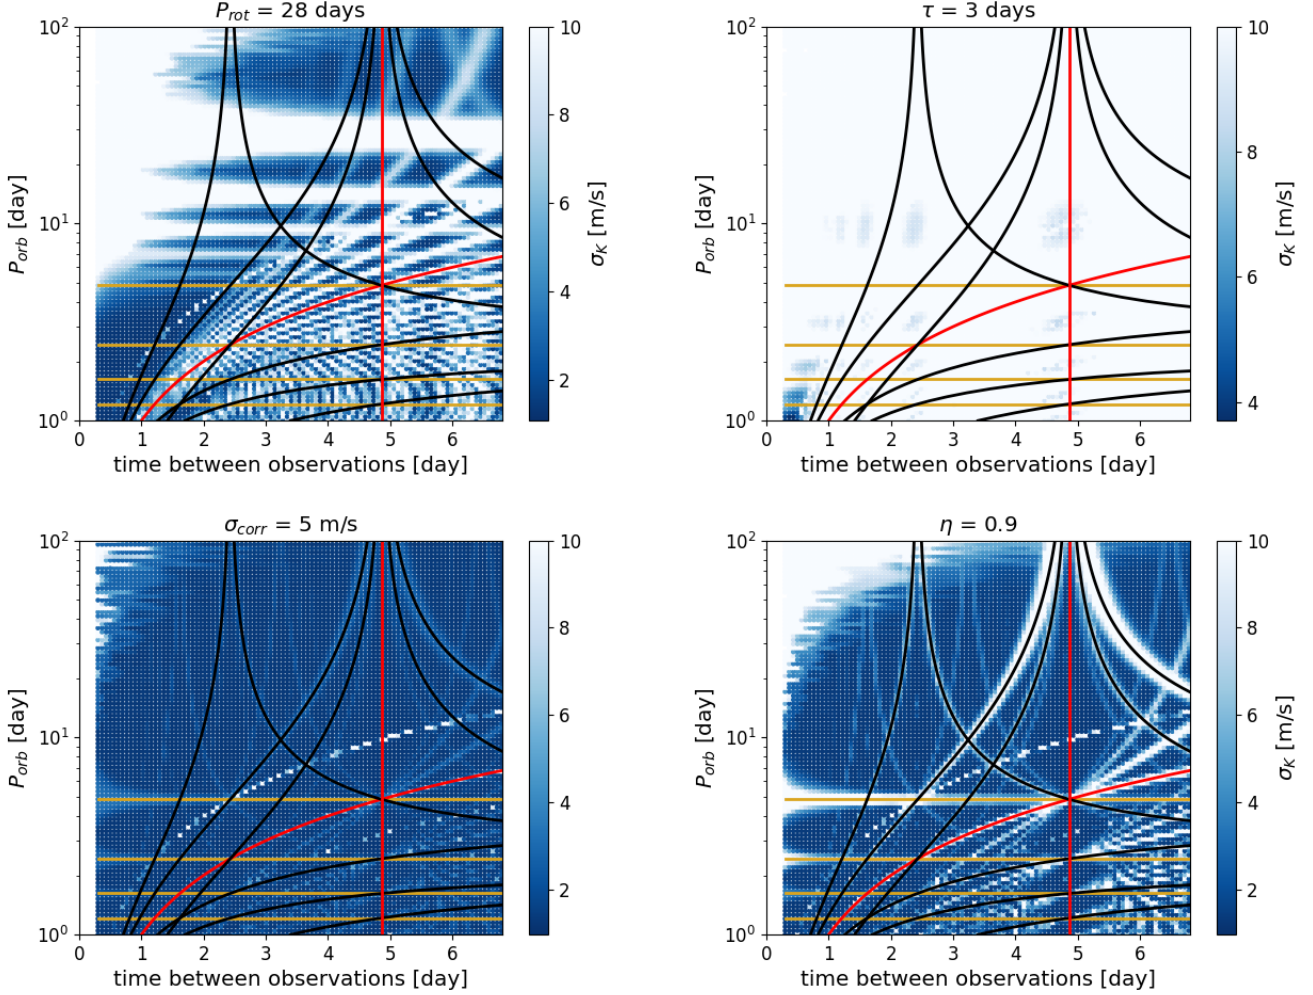 P_rot = 28 days
10^2
10^1
10^0
P_orb [day]
0 1 2 3 4 5 6
time between observations [day]
10
8
6
4
2
σ_K [m/s]
τ = 3 days
10^2
10^1
10^0
P_orb [day]
0 1 2 3 4 5 6
time between observations [day]
10
8
6
4
σ_K [m/s]
σ_corr = 5 m/s
10^2
10^1
10^0
P_orb [day]
0 1 2 3 4 5 6
time between observations [day]
10
8
6
4
2
σ_K [m/s]
η = 0.9
10^2
10^1
10^0
P_orb [day]
0 1 2 3 4 5 6
time between observations [day]
10
8
6
4
2
σ_K [m/s]